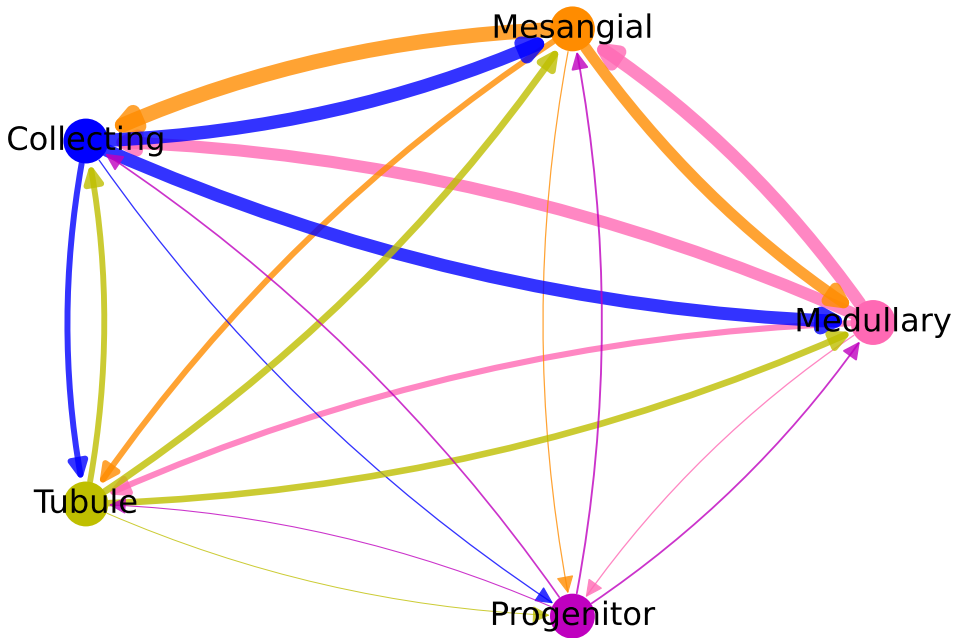 Mesangial
Collecting
Medullary
Tubule
Progenitor